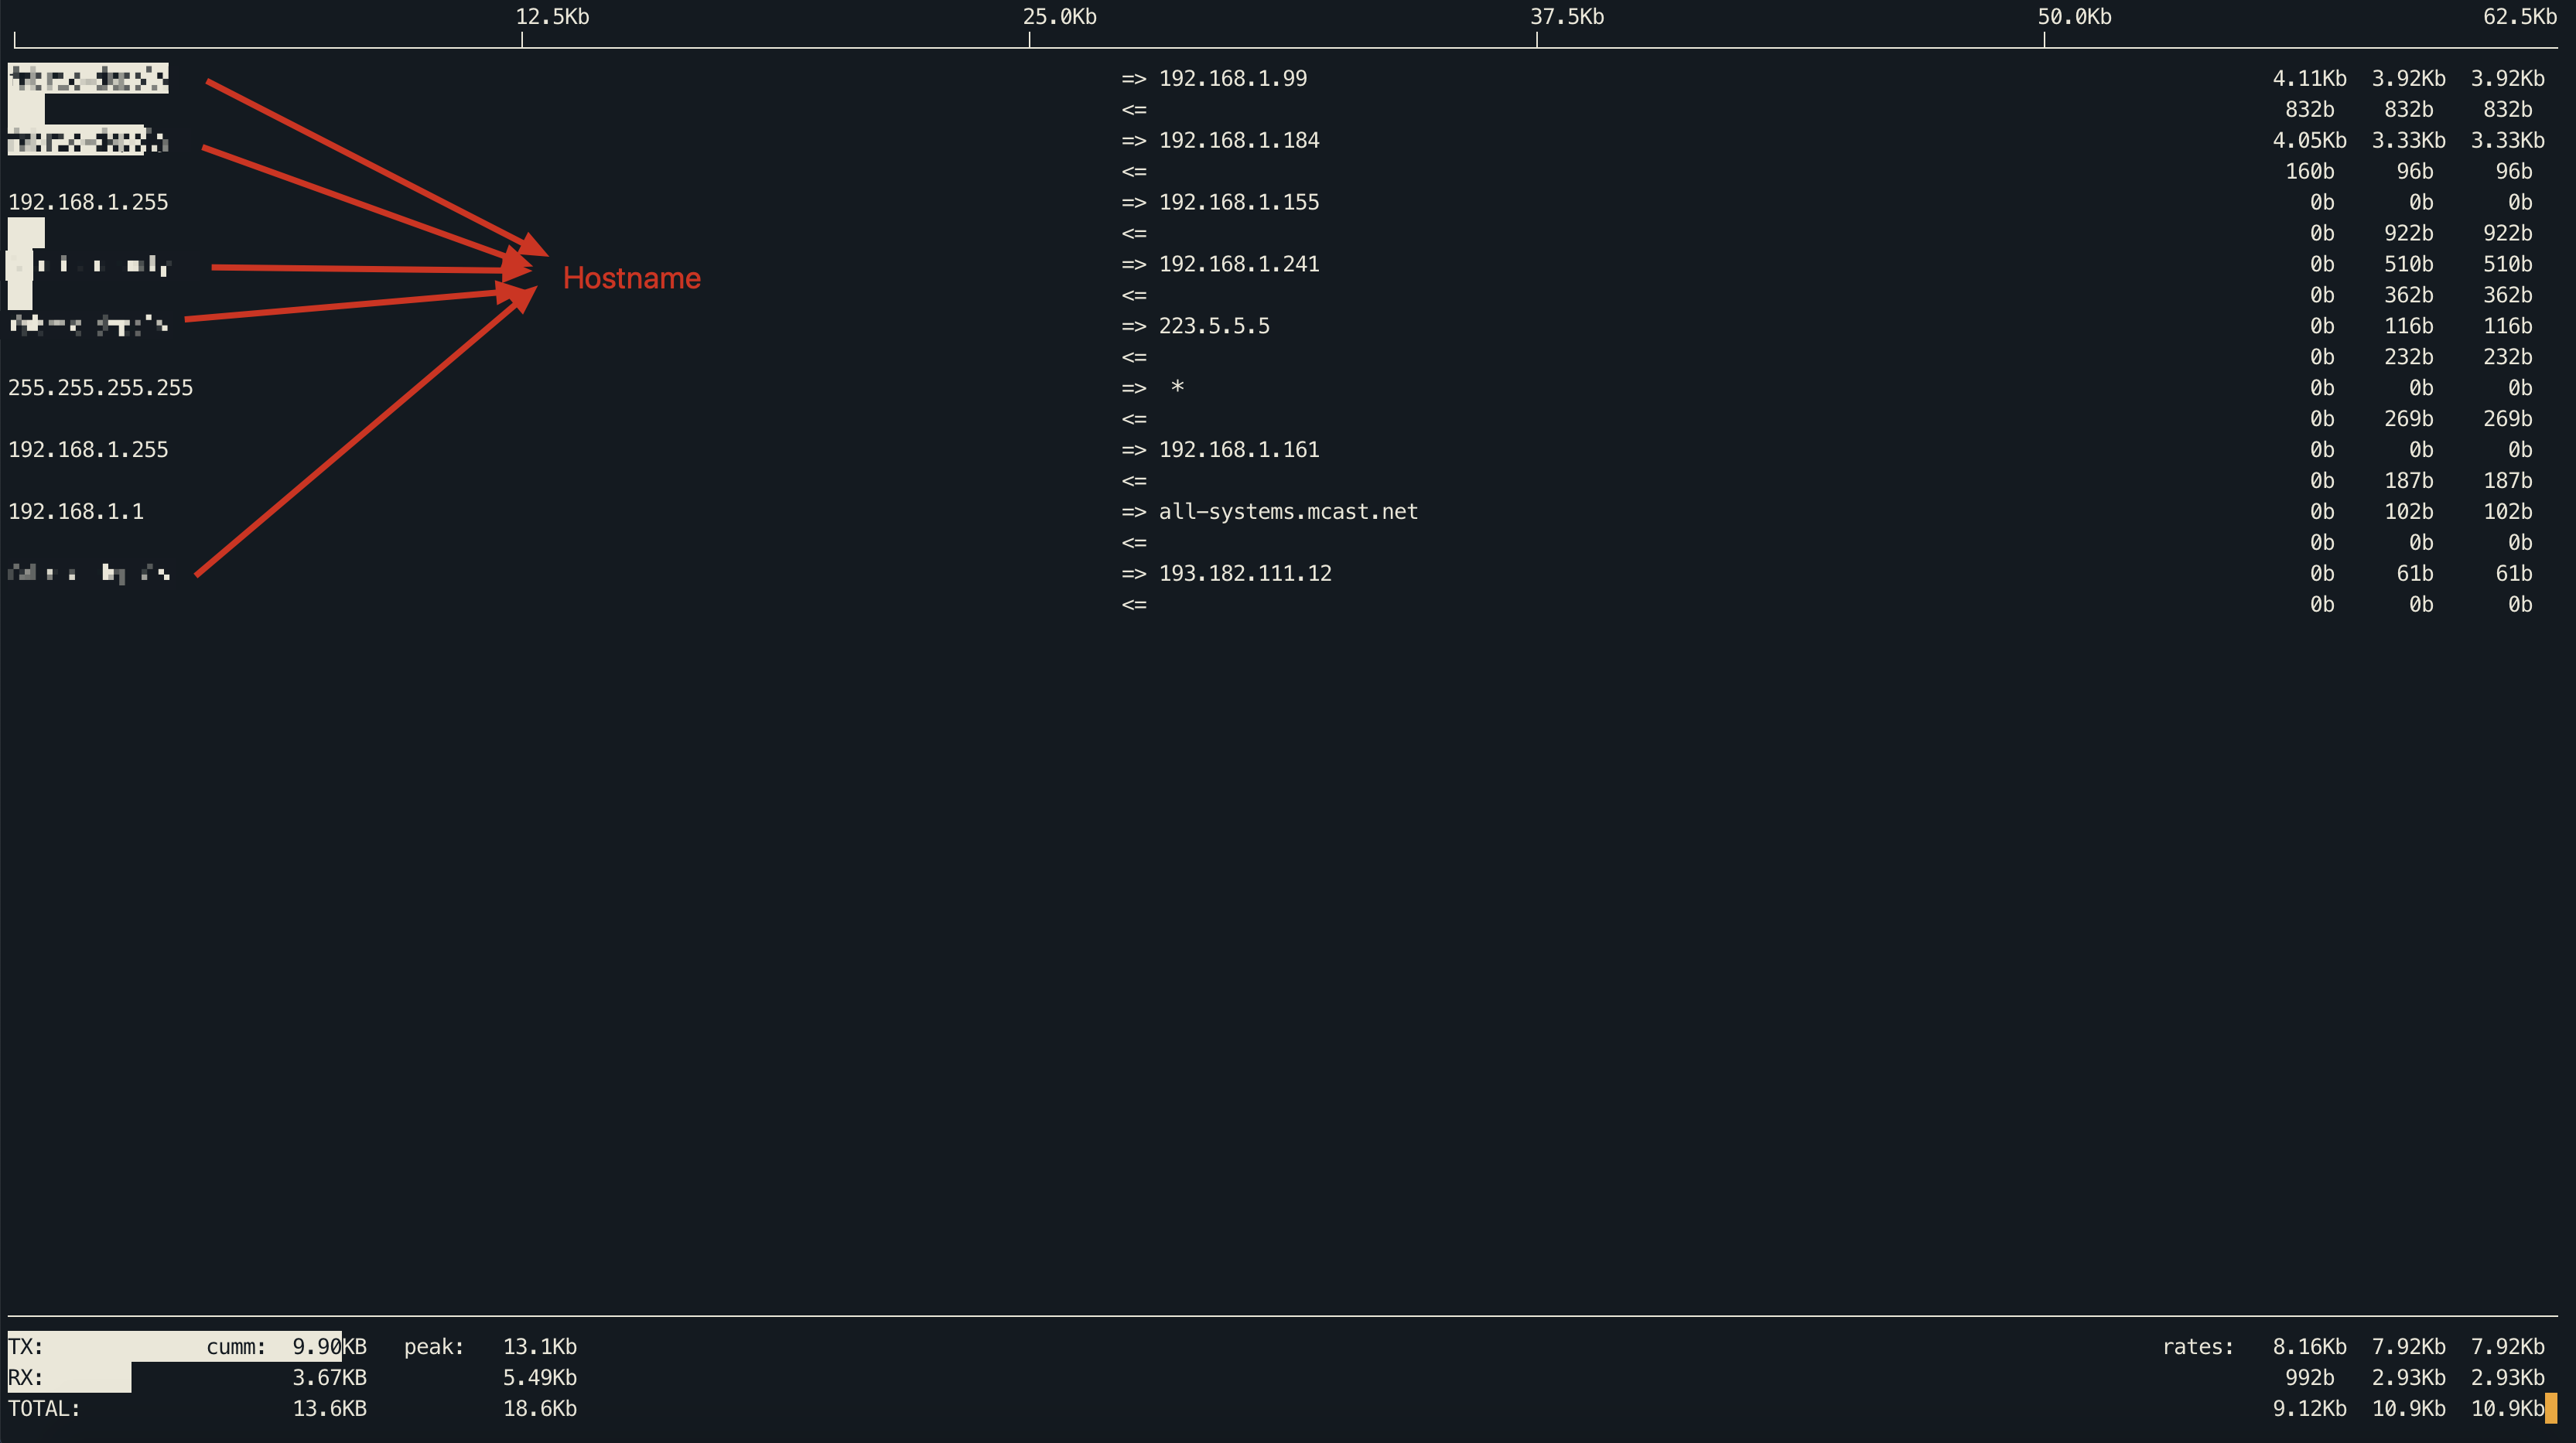 12.5Kb 25.0Kb 37.5Kb 50.0Kb 62.5Kb
=> 192.168.1.99 4.11Kb 3.92Kb 3.92Kb
<= 832b 832b 832b
=> 192.168.1.184 4.05Kb 3.33Kb 3.33Kb
<= 160b 96b 96b
192.168.1.255 => 192.168.1.155 0b 0b 0b
<= 0b 922b 922b
=> 192.168.1.241 0b 510b 510b
Hostname
<= 0b 362b 362b
=> 223.5.5.5 0b 116b 116b
<= 0b 232b 232b
255.255.255.255 => * 0b 0b 0b
<= 0b 269b 269b
192.168.1.255 => 192.168.1.161 0b 0b 0b
<= 0b 187b 187b
192.168.1.1 => all-systems.mcast.net 0b 102b 102b
<= 0b 0b 0b
=> 193.182.111.12 0b 61b 61b
<= 0b 0b 0b
TX: cumm: 9.90KB peak: 13.1Kb rates: 8.16Kb 7.92Kb 7.92Kb
RX: 3.67KB 5.49Kb 992b 2.93Kb 2.93Kb
TOTAL: 13.6KB 18.6Kb 9.12Kb 10.9Kb 10.9Kb